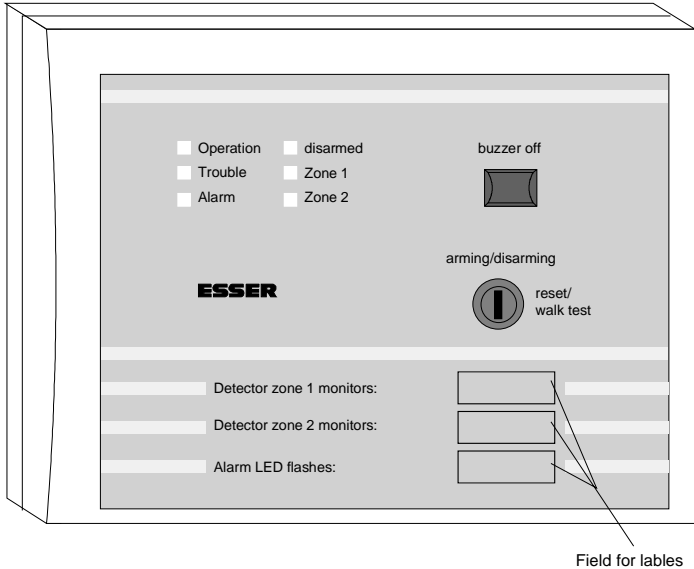 Operation disarmed buzzer off
Trouble Zone 1
Alarm Zone 2
arming/disarming
ESSER
reset/
walk test
Detector zone 1 monitors:
Detector zone 2 monitors:
Alarm LED flashes:
Field for lables